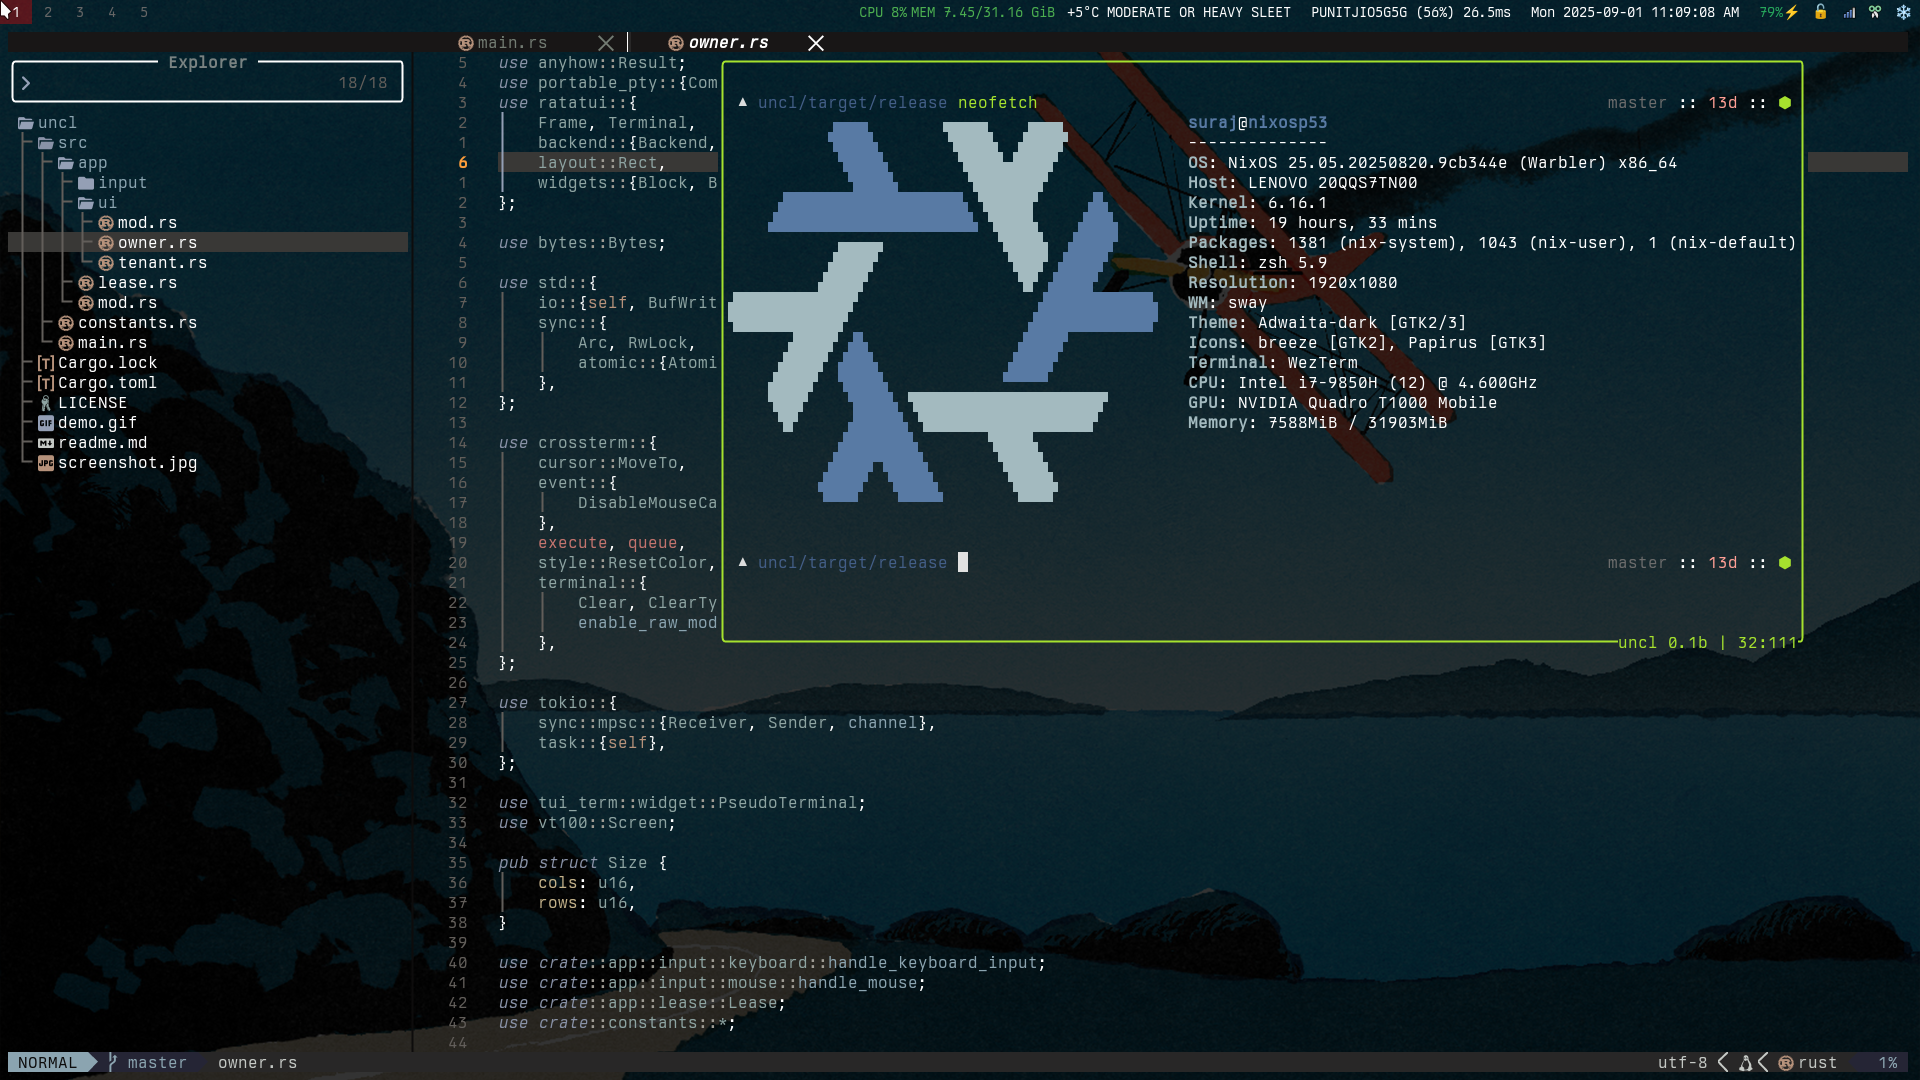 1 2 3 4 5
CPU 8% MEM 7.45/31.16 GiB +5°C MODERATE OR HEAVY SLEET PUNITJIO5G5G (56%) 26.5ms Mon 2025-09-01 11:09:08 AM 79%⚡
main.rs
owner.rs
Explorer
18/18
uncl
src
app
input
ui
mod.rs
owner.rs
tenant.rs
lease.rs
mod.rs
constants.rs
main.rs
[T] Cargo.lock
[T] Cargo.toml
LICENSE
GIF demo.gif
readme.md
JPG screenshot.jpg
5 use anyhow::Result;
4 use portable_pty::{Com
3 use ratatui::{
2 Frame, Terminal,
1 backend::{Backend,
6 layout::Rect,
1 widgets::{Block, B
2 };
3
4 use bytes::Bytes;
5
6 use std::{
7 io::{self, BufWrit
8 sync::{
9 Arc, RwLock,
10 atomic::{Atomi
11 },
12 };
13
14 use crossterm::{
15 cursor::MoveTo,
16 event::{
17 DisableMouseCa
18 },
19 execute, queue,
20 style::ResetColor,
21 terminal::{
22 Clear, ClearTy
23 enable_raw_mod
24 },
25 };
26
27 use tokio::{
28 sync::mpsc::{Receiver, Sender, channel},
29 task::{self},
30 };
31
32 use tui_term::widget::PseudoTerminal;
33 use vt100::Screen;
34
35 pub struct Size {
36 cols: u16,
37 rows: u16,
38 }
39
40 use crate::app::input::keyboard::handle_keyboard_input;
41 use crate::app::input::mouse::handle_mouse;
42 use crate::app::lease::Lease;
43 use crate::constants::*;
44
▲ uncl/target/release neofetch
master :: 13d ::
suraj@nixosp53
--------------
OS: NixOS 25.05.20250820.9cb344e (Warbler) x86_64
Host: LENOVO 20QQS7TN00
Kernel: 6.16.1
Uptime: 19 hours, 33 mins
Packages: 1381 (nix-system), 1043 (nix-user), 1 (nix-default)
Shell: zsh 5.9
Resolution: 1920x1080
WM: sway
Theme: Adwaita-dark [GTK2/3]
Icons: breeze [GTK2], Papirus [GTK3]
Terminal: WezTerm
CPU: Intel i7-9850H (12) @ 4.600GHz
GPU: NVIDIA Quadro T1000 Mobile
Memory: 7588MiB / 31903MiB
▲ uncl/target/release
master :: 13d ::
uncl 0.1b | 32:111
NORMAL master owner.rs
utf-8 rust 1%